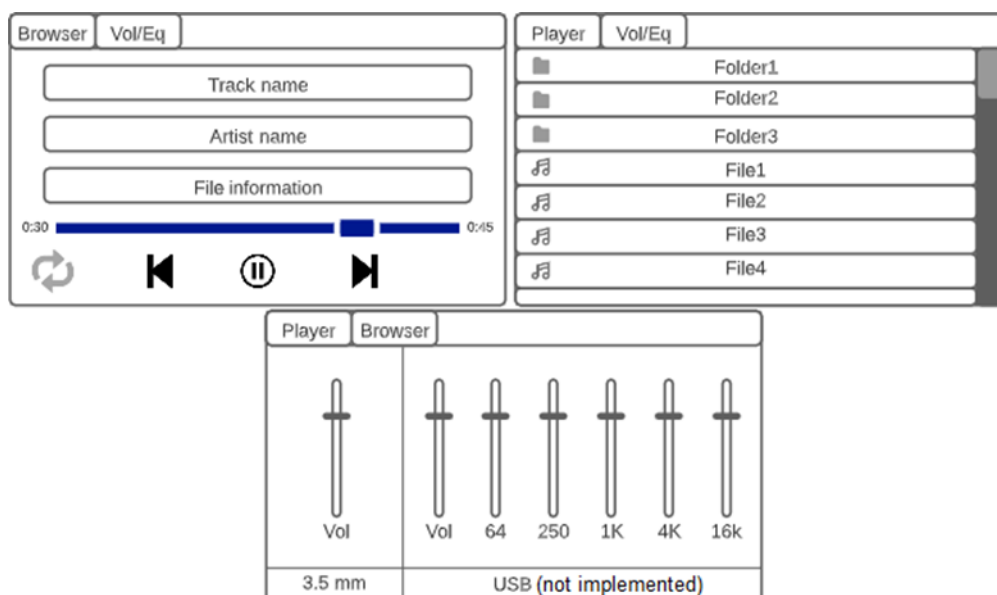 Browser Vol/Eq
Track name
Artist name
File information
0:30 0:45
Player Vol/Eq
Folder1
Folder2
Folder3
File1
File2
File3
File4
Player Browser
Vol Vol 64 250 1K 4K 16k
3.5 mm USB (not implemented)